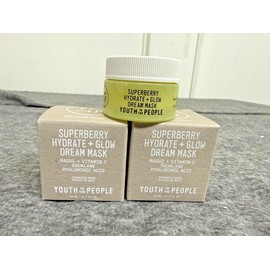 SUPERBERRY
HYDRATE + GLOW
DREAM MASK
YOUTH TO THE PEOPLE
SUPERBERRY
HYDRATE + GLOW
DREAM MASK
MAQUI + VITAMIN C
SQUALANE
HYALURONIC ACID
YOUTH TO THE PEOPLE
SUPERBERRY
HYDRATE + GLOW
DREAM MASK
MAQUI + VITAMIN C
SQUALANE
HYALURONIC ACID
YOUTH TO THE PEOPLE